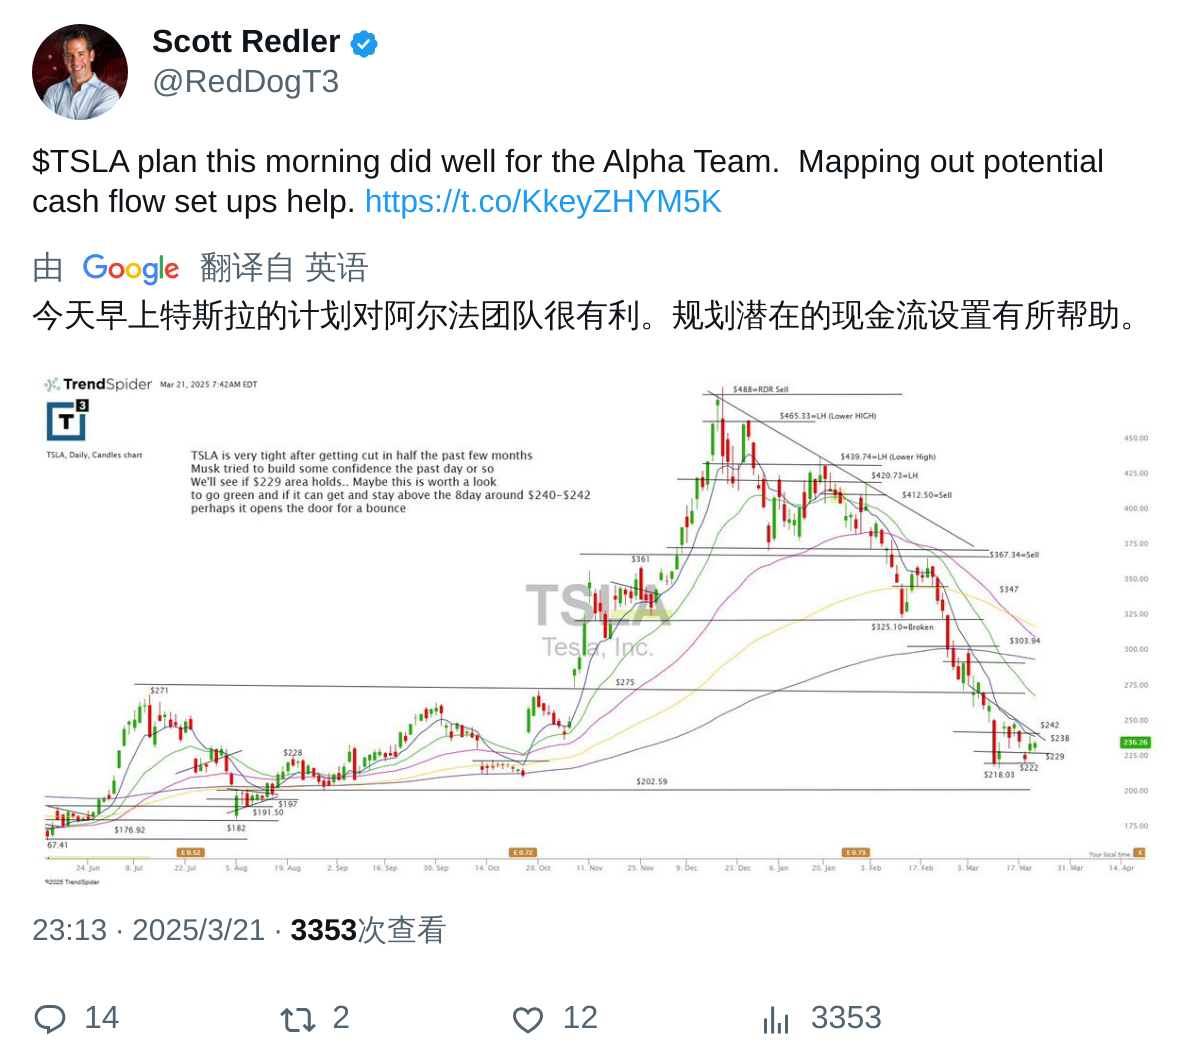 Scott Redler
@RedDogT3
$TSLA plan this morning did well for the Alpha Team.  Mapping out potential
cash flow set ups help. https://t.co/KkeyZHYM5K
由 Google 翻译自 英语
今天早上特斯拉的计划对阿尔法团队很有利。规划潜在的现金流设置有所帮助。
TrendSpider Mar 21, 2025 7:42AM EDT
T 3
TSLA, Daily, Candles chart
TSLA is very tight after getting cut in half the past few months
Musk tried to build some confidence the past day or so
We'll see if $229 area holds.. Maybe this is worth a look
to go green and if it can get and stay above the 8day around $240-$242
perhaps it opens the door for a bounce
$488=RDR Sell
$465.33=LH (Lower HIGH)
$439.74=LH (Lower High)
$420.73=LH
$412.50=Sell
$367.34=Sell
$361
$347
$325.10=Broken
$303.94
$275
$271
$242
$238
$229
$222
$218.03
$228
$202.59
$197
$191.50
$182
$176.92
67.41
TSLA
Tesla, Inc.
450.00
425.00
400.00
375.00
350.00
325.00
300.00
275.00
250.00
236.26
225.00
200.00
175.00
E 0.52
E 0.72
E 0.73
Your local time
E
24. Jun 8. Jul 22. Jul 5. Aug 19. Aug 2. Sep 16. Sep 30. Sep 14. Oct 28. Oct 11. Nov 25. Nov 9. Dec 23. Dec 6. Jan 20. Jan 3. Feb 17. Feb 3. Mar 17. Mar 31. Mar 14. Apr
©2025 TrendSpider
23:13 · 2025/3/21 · 3353次查看
14 2 12 3353